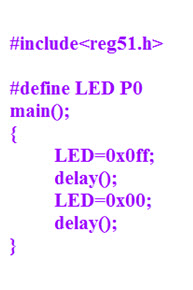 #include<reg51.h>
#define LED P0
main();
{
LED=0x0ff;
delay();
LED=0x00;
delay();
}